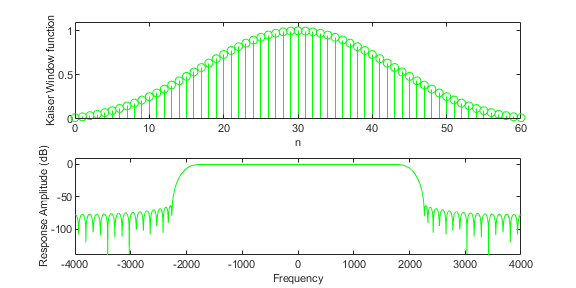 Kaiser Window function
1
0.5
0
0 10 20 30 40 50 60
n
Response Amplitude (dB)
0
-50
-100
-4000 -3000 -2000 -1000 0 1000 2000 3000 4000
Frequency